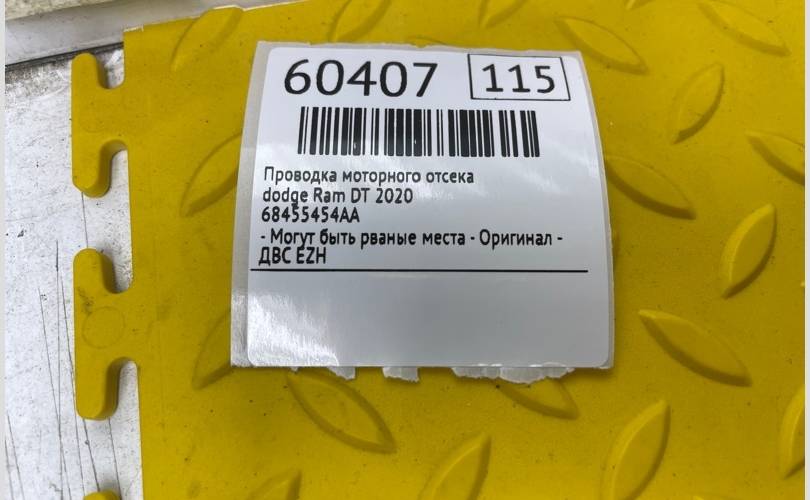 60407 115
Проводка моторного отсека
dodge Ram DT 2020
68455454AA
- Могут быть рваные места - Оригинал -
ДВС EZH